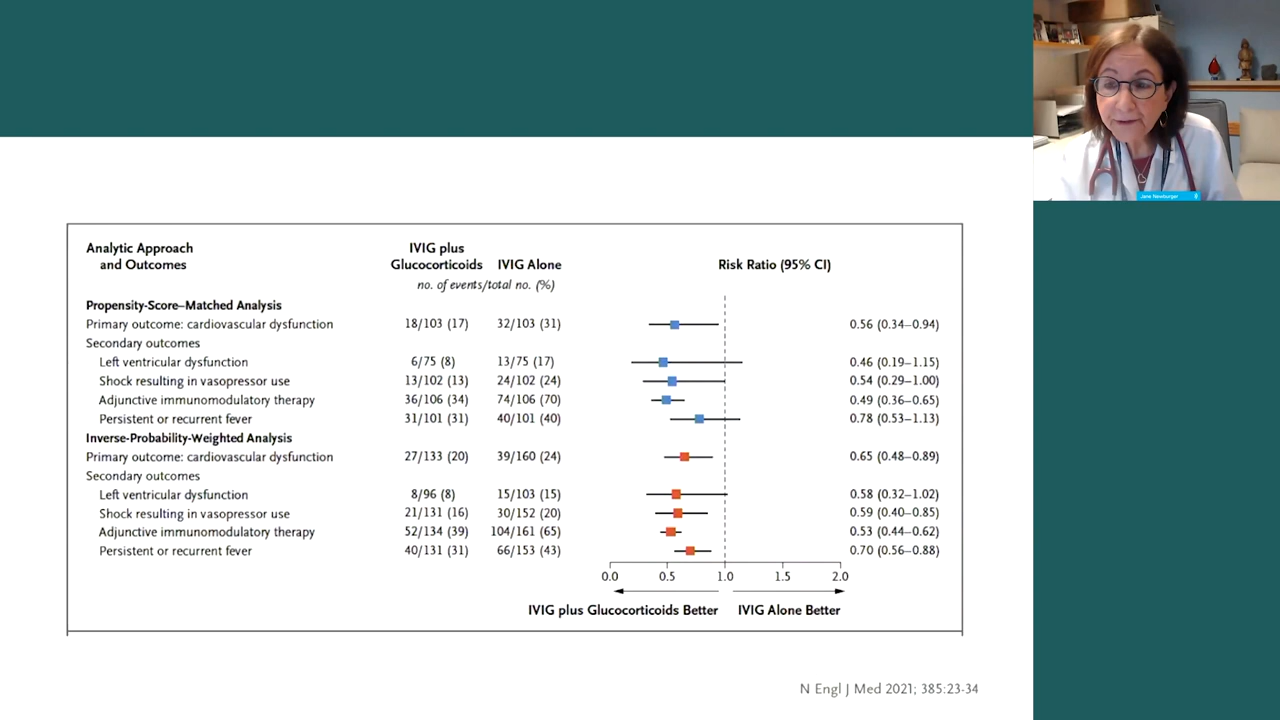 Jane Newburger
Analytic Approach and Outcomes
IVIG plus Glucocorticoids
IVIG Alone
Risk Ratio (95% CI)
no. of events/total no. (%)
Propensity-Score–Matched Analysis
Primary outcome: cardiovascular dysfunction 18/103 (17) 32/103 (31) 0.56 (0.34–0.94)
Secondary outcomes
Left ventricular dysfunction 6/75 (8) 13/75 (17) 0.46 (0.19–1.15)
Shock resulting in vasopressor use 13/102 (13) 24/102 (24) 0.54 (0.29–1.00)
Adjunctive immunomodulatory therapy 36/106 (34) 74/106 (70) 0.49 (0.36–0.65)
Persistent or recurrent fever 31/101 (31) 40/101 (40) 0.78 (0.53–1.13)
Inverse-Probability-Weighted Analysis
Primary outcome: cardiovascular dysfunction 27/133 (20) 39/160 (24) 0.65 (0.48–0.89)
Secondary outcomes
Left ventricular dysfunction 8/96 (8) 15/103 (15) 0.58 (0.32–1.02)
Shock resulting in vasopressor use 21/131 (16) 30/152 (20) 0.59 (0.40–0.85)
Adjunctive immunomodulatory therapy 52/134 (39) 104/161 (65) 0.53 (0.44–0.62)
Persistent or recurrent fever 40/131 (31) 66/153 (43) 0.70 (0.56–0.88)
0.0 0.5 1.0 1.5 2.0
IVIG plus Glucocorticoids Better IVIG Alone Better
N Engl J Med 2021; 385:23-34